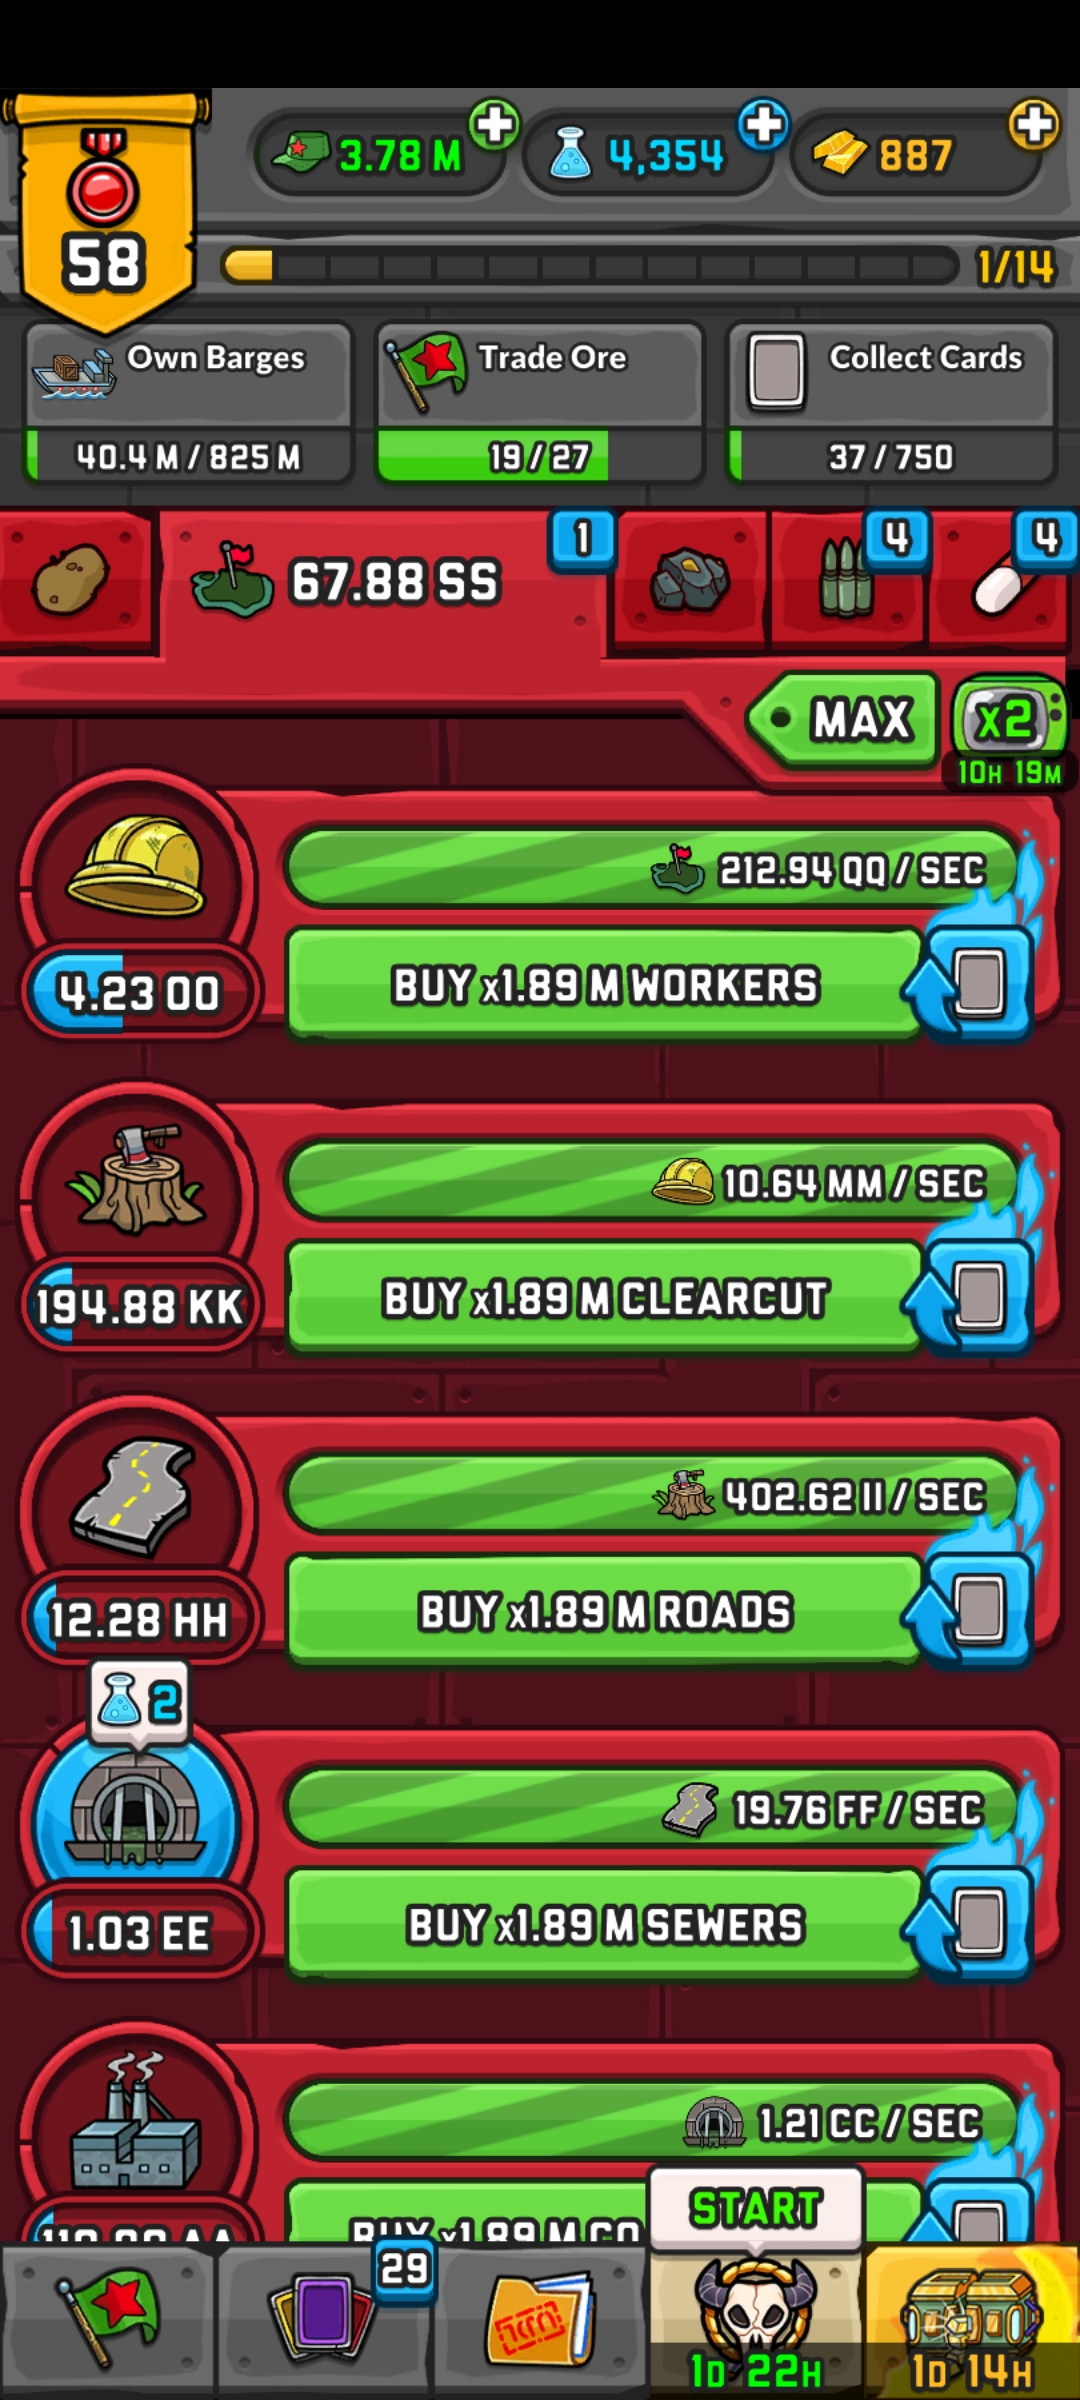 3.78 M
4,354
887
58
1/14
Own Barges
Trade Ore
Collect Cards
40.4 M / 825 M
19 / 27
37 / 750
67.88 SS
1
4
4
MAX
x2
10H 19M
212.94 QQ / SEC
4.23 OO
BUY x1.89 M WORKERS
10.64 MM / SEC
194.88 KK
BUY x1.89 M CLEARCUT
402.62 II / SEC
12.28 HH
BUY x1.89 M ROADS
2
19.76 FF / SEC
1.03 EE
BUY x1.89 M SEWERS
1.21 CC / SEC
BUY x1.89 M CO
START
29
1D 22H
1D 14H